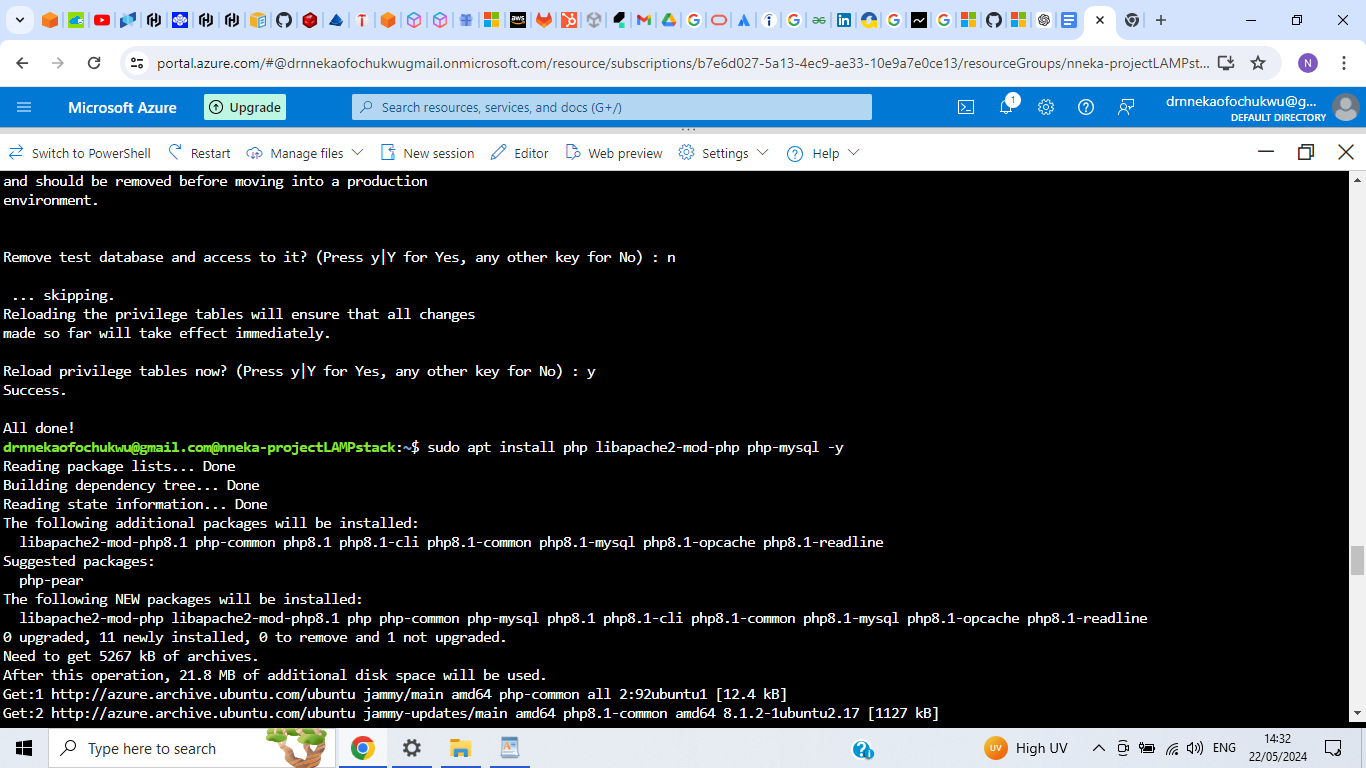 portal.azure.com/#@drnnekaofochukwugmail.onmicrosoft.com/resource/subscriptions/b7e6d027-5a13-4ec9-ae33-10e9a7e0ce13/resourceGroups/nneka-projectLAMPst...
N
Microsoft Azure
Upgrade
Search resources, services, and docs (G+/)
1
drnnekaofochukwu@g...
DEFAULT DIRECTORY
Switch to PowerShell
Restart
Manage files
New session
Editor
Web preview
Settings
Help
and should be removed before moving into a production
environment.
Remove test database and access to it? (Press y|Y for Yes, any other key for No) : n
... skipping.
Reloading the privilege tables will ensure that all changes
made so far will take effect immediately.
Reload privilege tables now? (Press y|Y for Yes, any other key for No) : y
Success.
All done!
drnnekaofochukwu@gmail.com@nneka-projectLAMPstack:~$ sudo apt install php libapache2-mod-php php-mysql -y
Reading package lists... Done
Building dependency tree... Done
Reading state information... Done
The following additional packages will be installed:
libapache2-mod-php8.1 php-common php8.1 php8.1-cli php8.1-common php8.1-mysql php8.1-opcache php8.1-readline
Suggested packages:
php-pear
The following NEW packages will be installed:
libapache2-mod-php libapache2-mod-php8.1 php php-common php-mysql php8.1 php8.1-cli php8.1-common php8.1-mysql php8.1-opcache php8.1-readline
0 upgraded, 11 newly installed, 0 to remove and 1 not upgraded.
Need to get 5267 kB of archives.
After this operation, 21.8 MB of additional disk space will be used.
Get:1 http://azure.archive.ubuntu.com/ubuntu jammy/main amd64 php-common all 2:92ubuntu1 [12.4 kB]
Get:2 http://azure.archive.ubuntu.com/ubuntu jammy-updates/main amd64 php8.1-common amd64 8.1.2-1ubuntu2.17 [1127 kB]
Type here to search
UV
High UV
ENG
14:32
22/05/2024